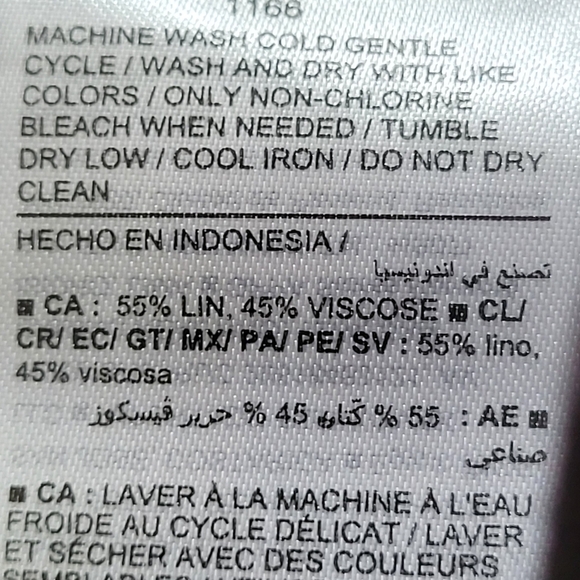 1166
MACHINE WASH COLD GENTLE
CYCLE / WASH AND DRY WITH LIKE
COLORS / ONLY NON-CHLORINE
BLEACH WHEN NEEDED / TUMBLE
DRY LOW / COOL IRON / DO NOT DRY
CLEAN
HECHO EN INDONESIA /
تصنع في اندونيسيا
CA : 55% LIN, 45% VISCOSE CL/
CR/ EC/ GT/ MX/ PA/ PE/ SV : 55% lino,
45% viscosa
AE : 55 % كتان 45 % حرير ڤيسكوز
صناعي
CA : LAVER À LA MACHINE À L'EAU
FROIDE AU CYCLE DÉLICAT / LAVER
ET SÉCHER AVEC DES COULEURS